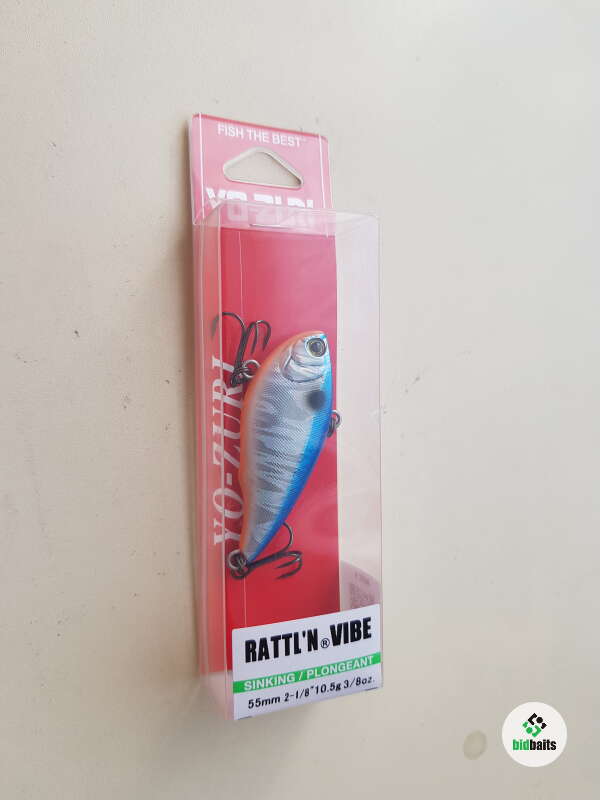 FISH THE BEST™
YO-ZURI
YO-ZURI
RATTL'N® VIBE
SINKING / PLONGEANT
55mm 2-1/8" 10.5g 3/8oz.
bidbaits